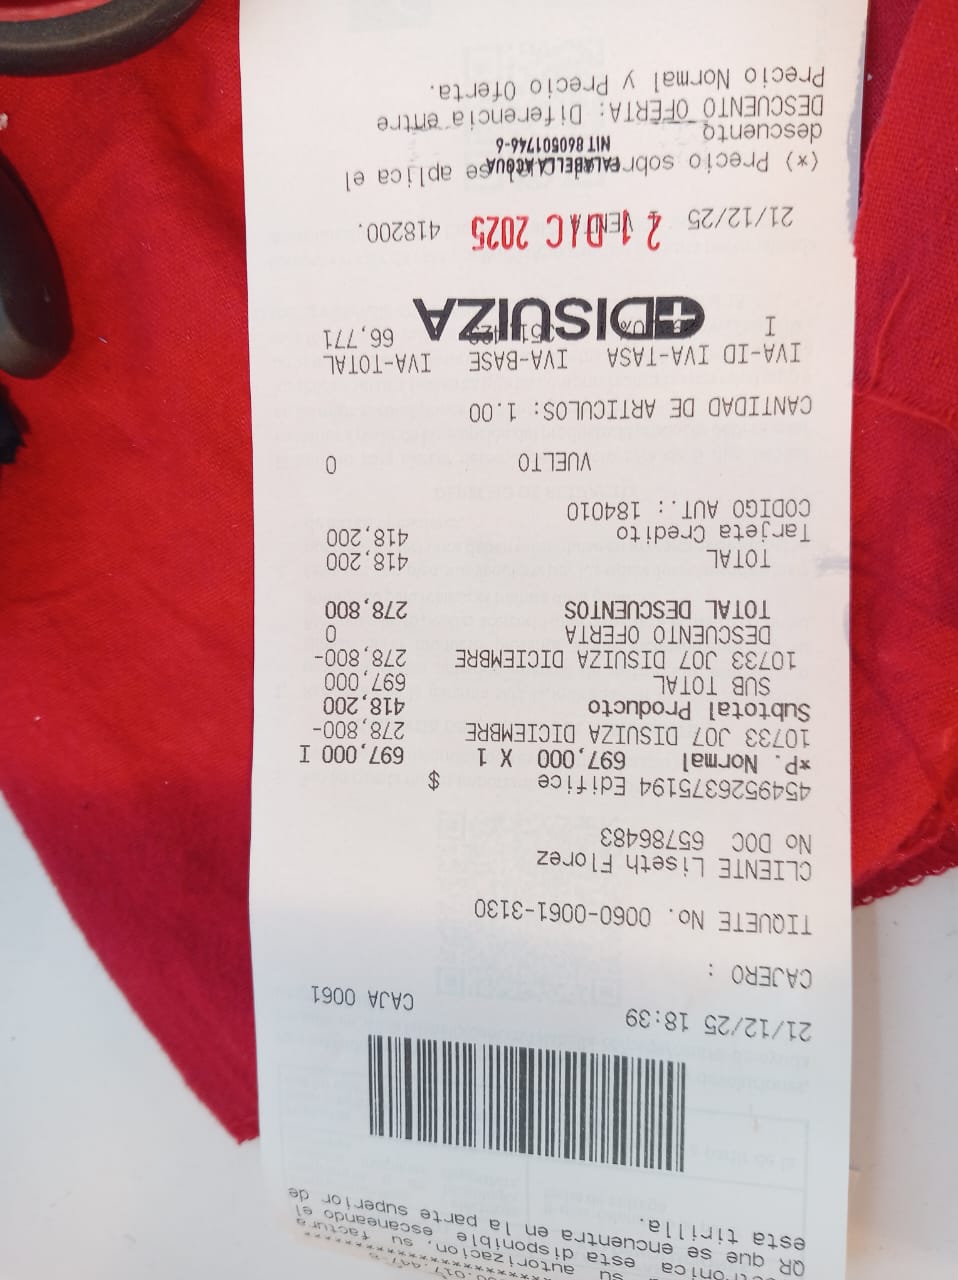 su autorizacion, su factura
esta disponible escaneando el
QR que se encuentra en la parte superior de
esta tirilla.
21/12/25 18:39 CAJA 0061
CAJERO :
TIQUETE No. 0060-0061-3130
CLIENTE Liseth Florez
No DOC 65786483
4549526375194 Edifice $
*P. Normal 697,000 X 1 697,000 I
10733 J07 DISUIZA DICIEMBRE 278,800-
Subtotal Producto 418,200
SUB TOTAL 697,000
10733 J07 DISUIZA DICIEMBRE 278,800-
DESCUENTO OFERTA 0
TOTAL DESCUENTOS 278,800
TOTAL 418,200
Tarjeta Credito 418,200
CODIGO AUT.: 184010
VUELTO 0
CANTIDAD DE ARTICULOS: 1.00
IVA-ID IVA-TASA IVA-BASE IVA-TOTAL
I 66,771
DISUIZA
21/12/25 VENTA 418200.
21 DIC 2025
(*) Precio sobre se aplica el
FALABELLA ACQUA
descuento
NIT 860501746-6
DESCUENTO OFERTA: Diferencia entre
Precio Normal y Precio Oferta.